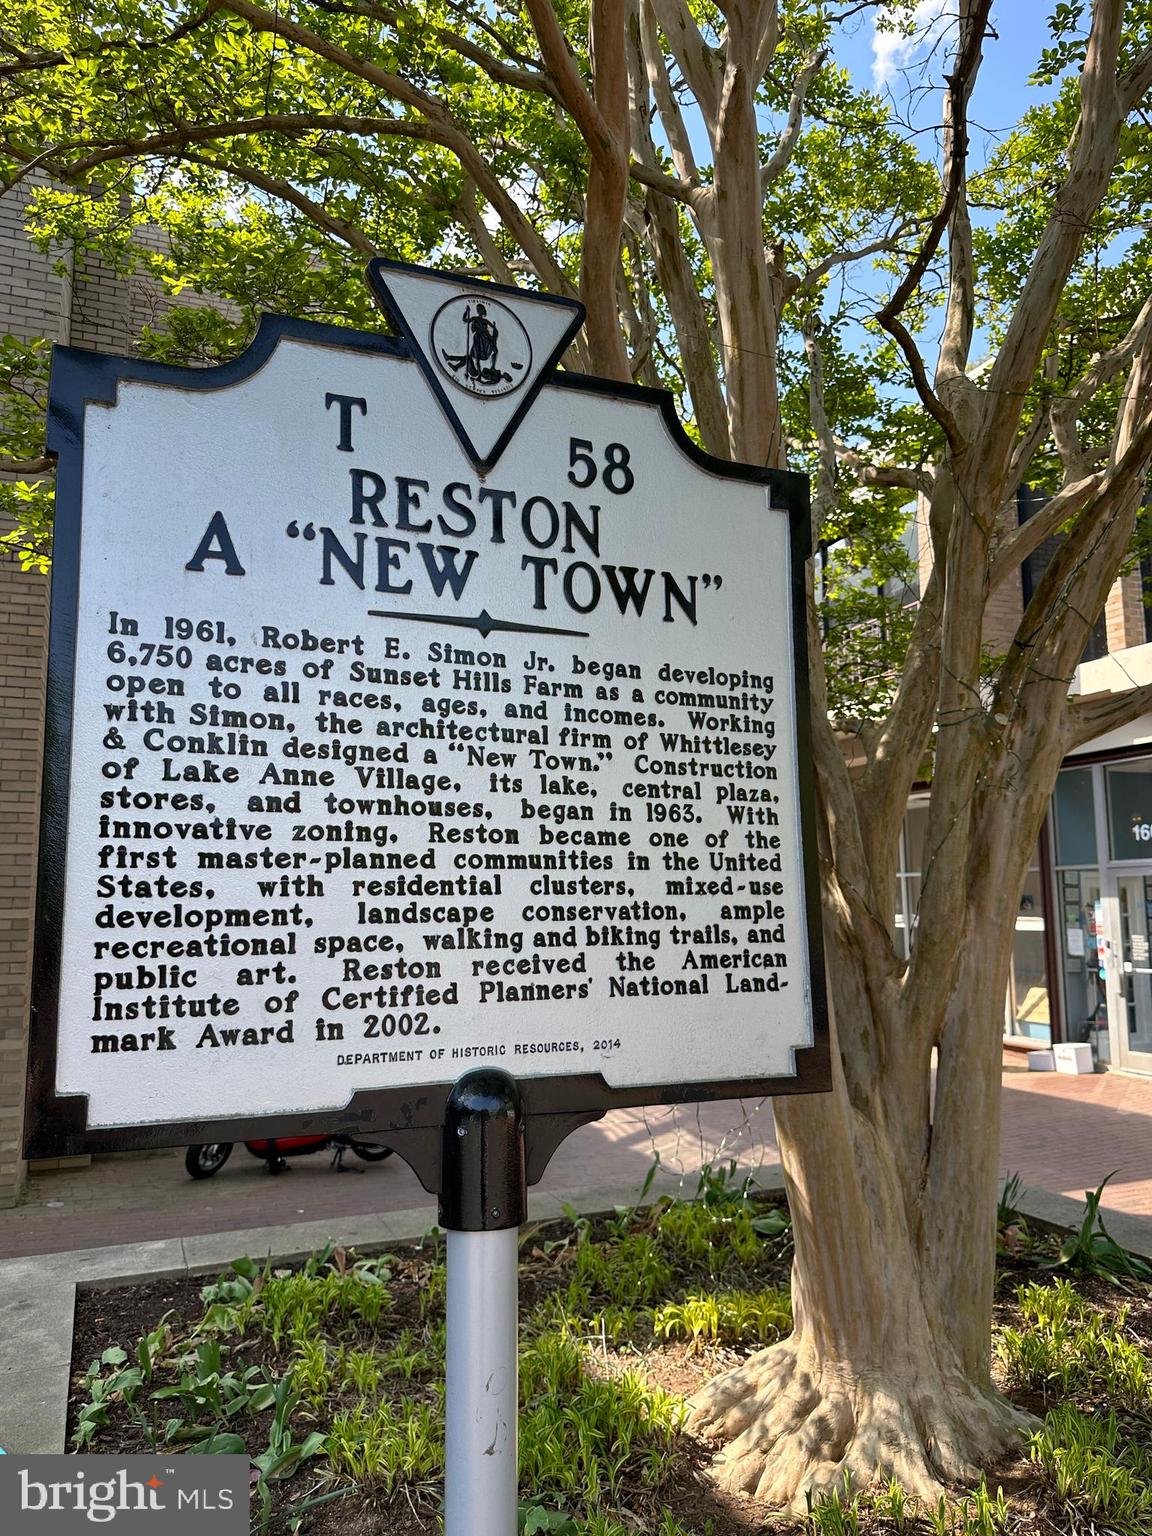 T 58
RESTON
A "NEW TOWN"
In 1961, Robert E. Simon Jr. began developing
6,750 acres of Sunset Hills Farm as a community
open to all races, ages, and incomes. Working
with Simon, the architectural firm of Whittlesey
& Conklin designed a "New Town." Construction
of Lake Anne Village, its lake, central plaza,
stores, and townhouses, began in 1963. With
innovative zoning, Reston became one of the
first master-planned communities in the United
States, with residential clusters, mixed-use
development, landscape conservation, ample
recreational space, walking and biking trails, and
public art. Reston received the American
Institute of Certified Planners' National Land-
mark Award in 2002.
DEPARTMENT OF HISTORIC RESOURCES, 2014
bright™ MLS